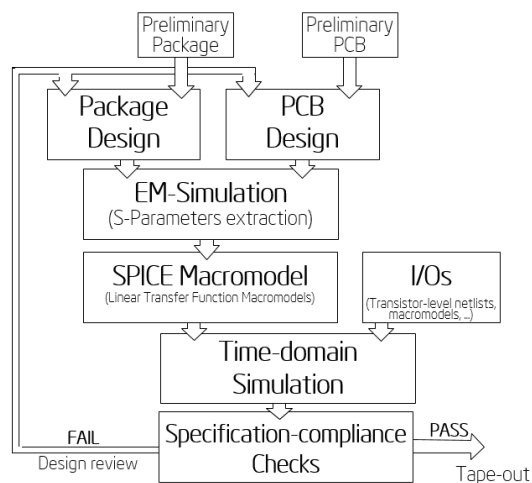 Preliminary
Package
Preliminary
PCB
Package
Design
PCB
Design
EM-Simulation
(S-Parameters extraction)
SPICE Macromodel
(Linear Transfer Function Macromodels)
I/Os
(Transistor-level netlists,
macromodels, ...)
Time-domain
Simulation
Specification-compliance
Checks
FAIL
Design review
PASS
Tape-out